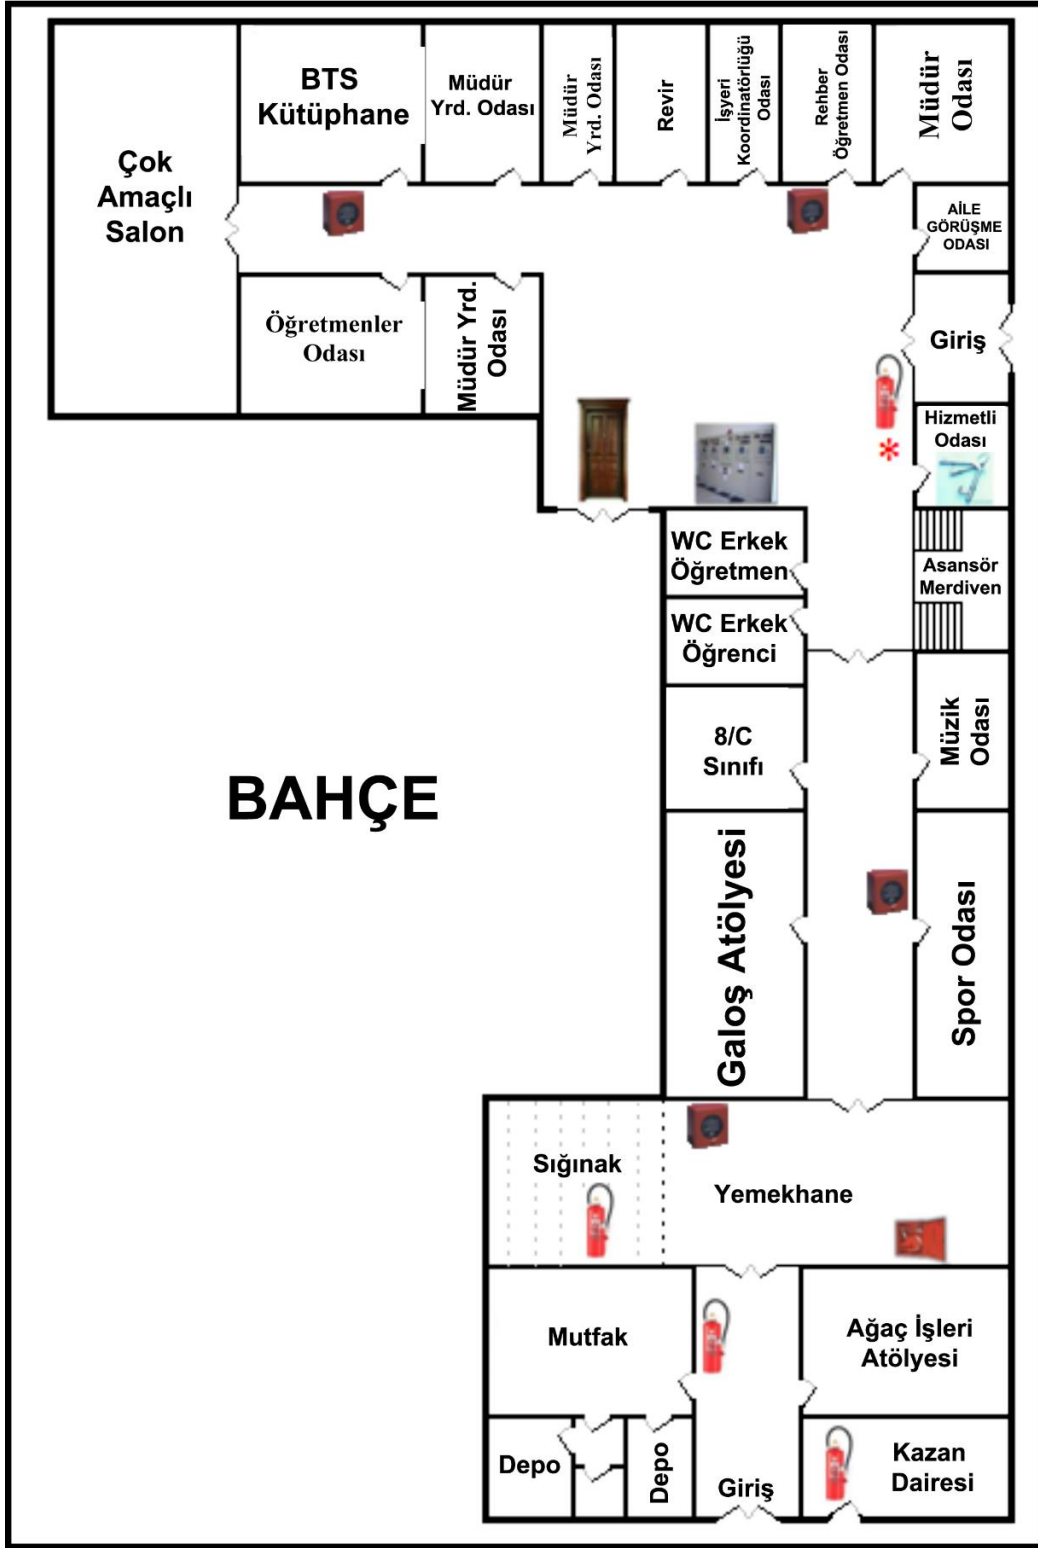 BTS
Kütüphane
Müdür
Yrd. Odası
Müdür
Yrd. Odası
Revir
İşyeri
Koordinatörlüğü
Odası
Rehber
Öğretmen Odası
Müdür
Odası
Çok
Amaçlı
Salon
AİLE
GÖRÜŞME
ODASI
Öğretmenler
Odası
Müdür Yrd.
Odası
Giriş
Hizmetli
Odası
*
WC Erkek
Öğretmen
Asansör
Merdiven
WC Erkek
Öğrenci
8/C
Sınıfı
Müzik
Odası
BAHÇE
Galoş Atölyesi
Spor Odası
Sığınak
Yemekhane
Mutfak
Ağaç İşleri
Atölyesi
Depo
Depo
Giriş
Kazan
Dairesi